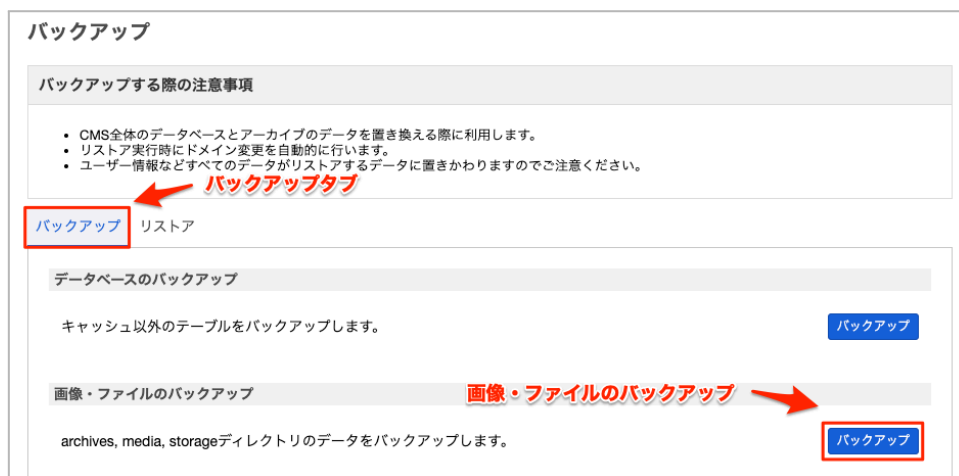 バックアップ
バックアップする際の注意事項
• CMS全体のデータベースとアーカイブのデータを置き換える際に利用します。
• リストア実行時にドメイン変更を自動的に行います。
• ユーザー情報などすべてのデータがリストアするデータに置きかわりますのでご注意ください。
バックアップタブ
バックアップ リストア
データベースのバックアップ
キャッシュ以外のテーブルをバックアップします。 バックアップ
画像・ファイルのバックアップ 画像・ファイルのバックアップ
archives, media, storageディレクトリのデータをバックアップします。 バックアップ